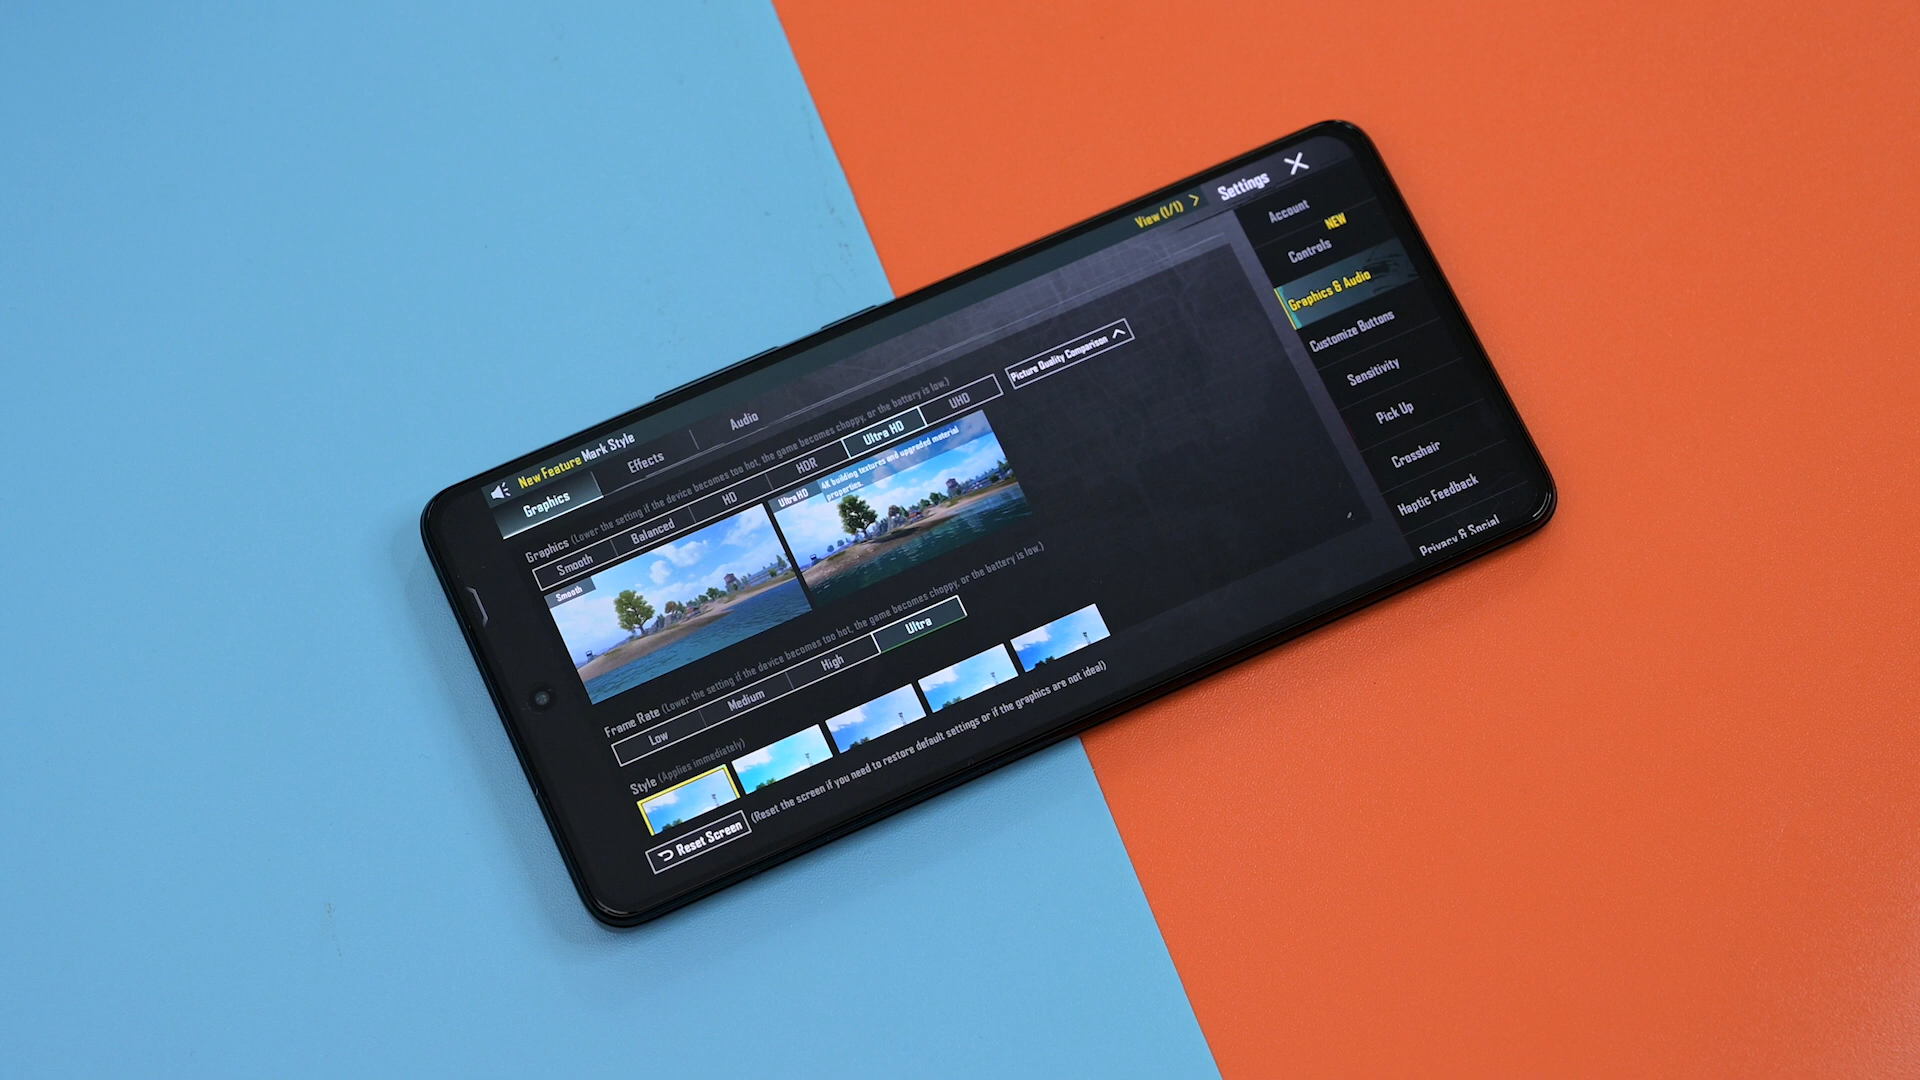 New Feature Mark Style
View (1/1)
Settings
Graphics
Effects
Audio
Graphics (Lower the setting if the device becomes too hot, the game becomes choppy, or the battery is low.)
Smooth
Balanced
HD
HDR
Ultra HD
UHD
Picture Quality Comparison
Smooth
Ultra HD
4K building textures and upgraded material
properties.
Frame Rate (Lower the setting if the device becomes too hot, the game becomes choppy, or the battery is low.)
Low
Medium
High
Ultra
Style (Applies immediately)
Reset Screen (Reset the screen if you need to restore default settings or if the graphics are not ideal)
Account
NEW
Controls
Graphics & Audio
Customize Buttons
Sensitivity
Pick Up
Crosshair
Haptic Feedback
Privacy & Social